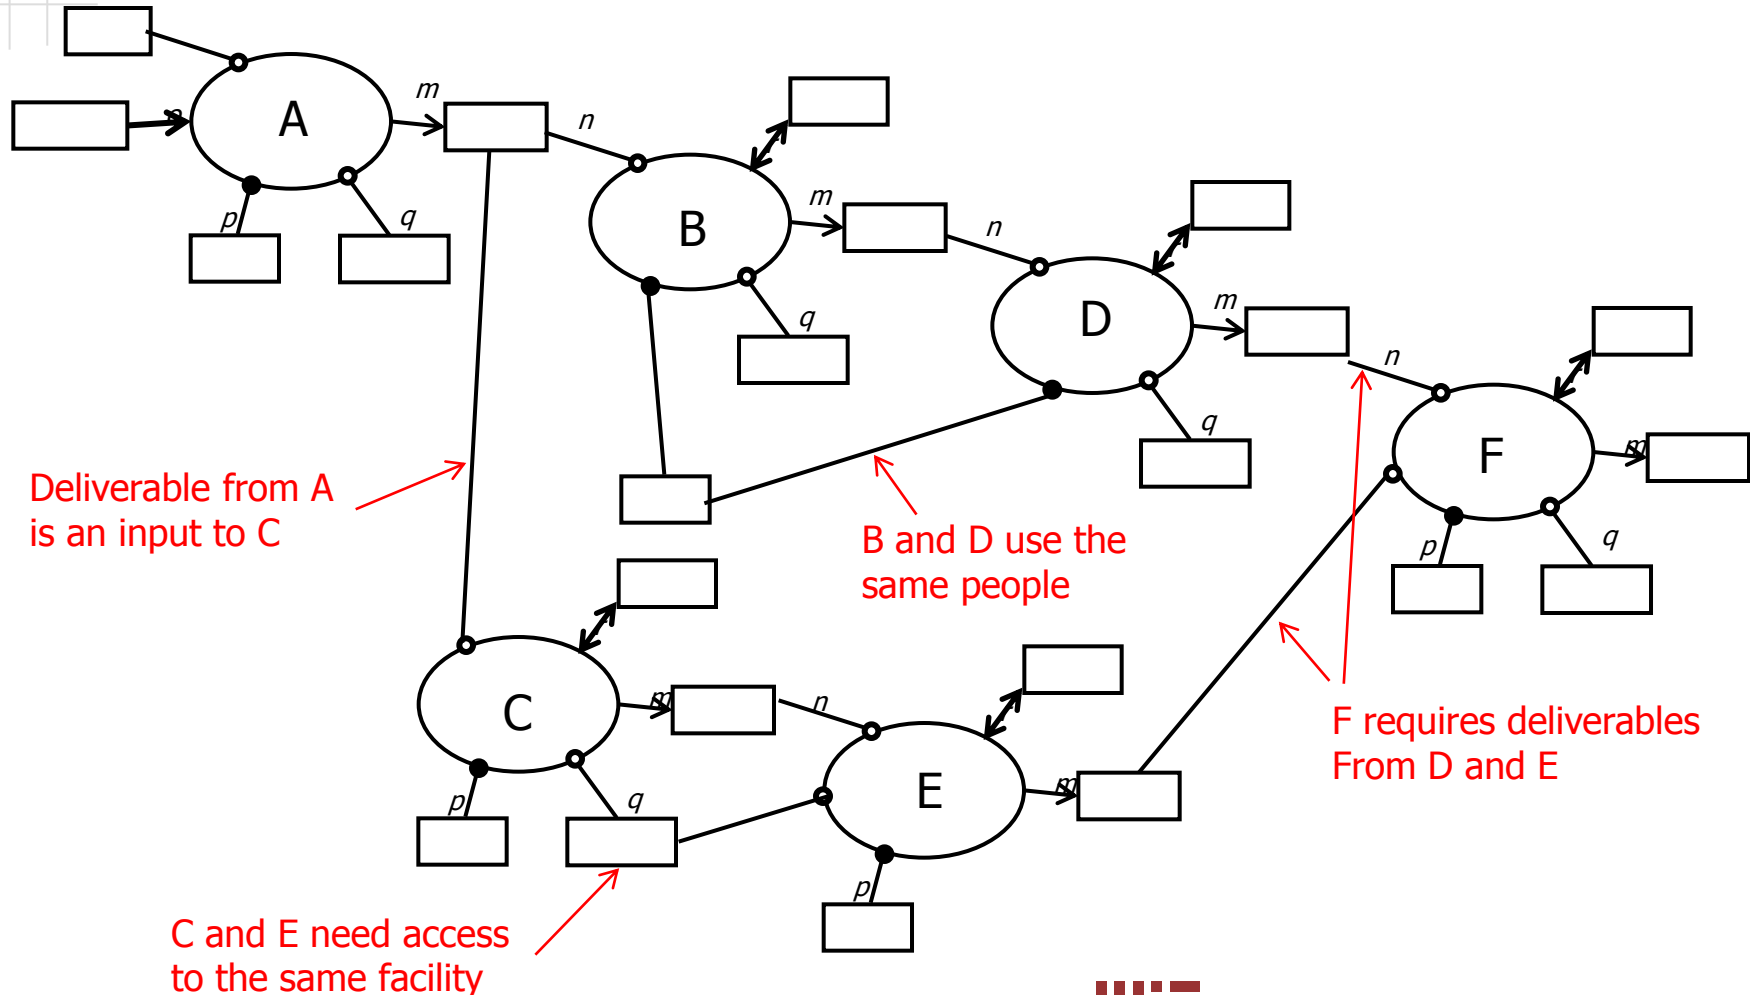 A
m
n
p
q
B
m
n
q
D
m
n
q
F
m
p
q
Deliverable from A
is an input to C
B and D use the
same people
F requires deliverables
From D and E
C
m
n
p
q
E
m
p
C and E need access
to the same facility